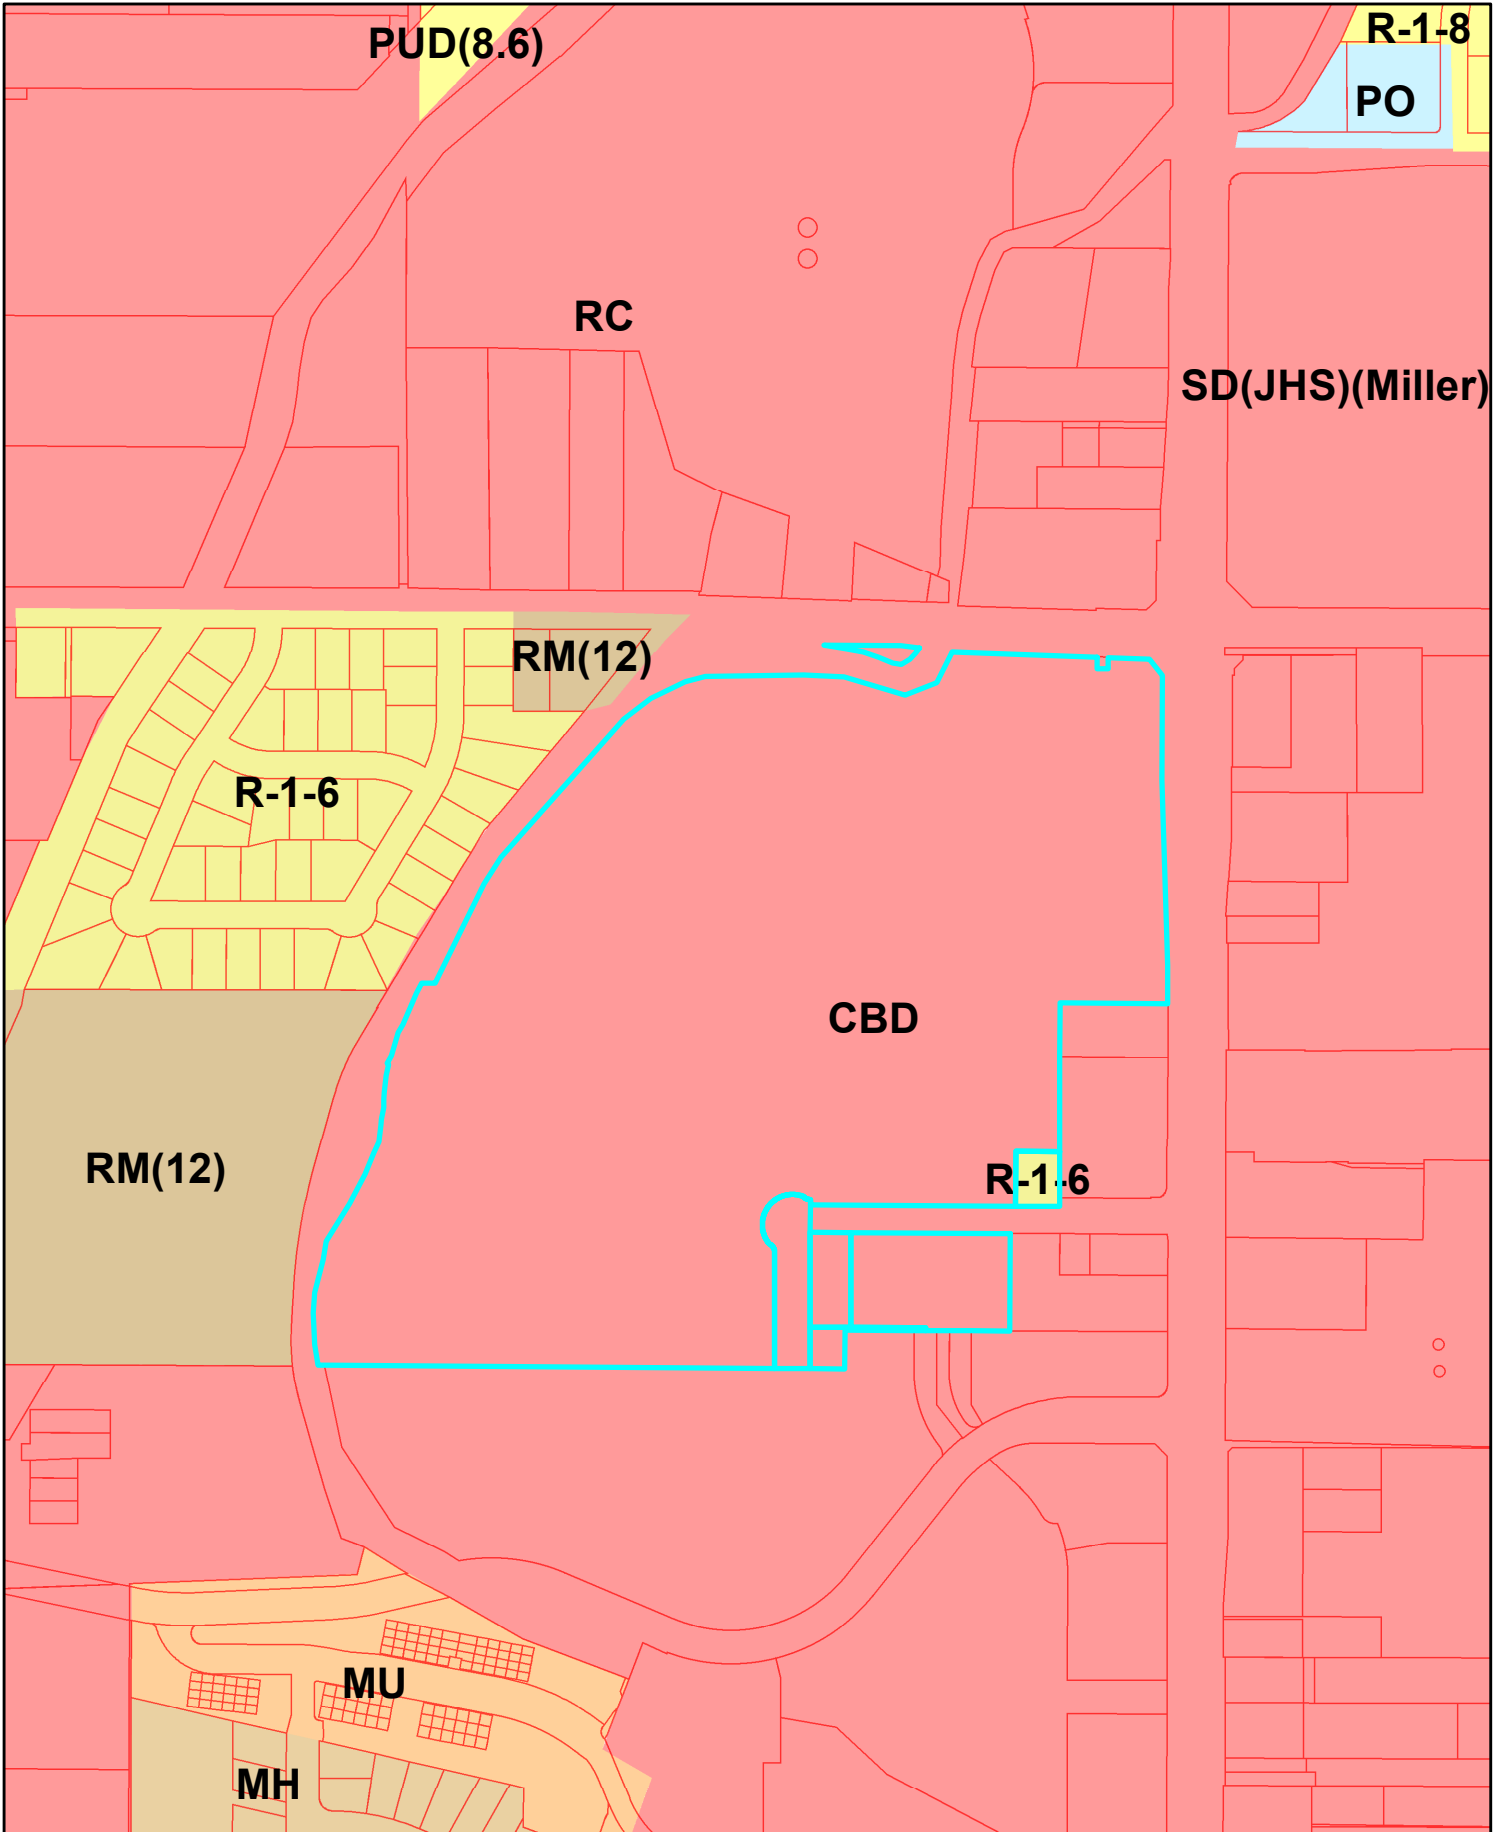 R-1-8
PUD(8.6)
PO
RC
SD(JHS)(Miller)
RM(12)
R-1-6
CBD
RM(12)
R-1-6
MU
MH